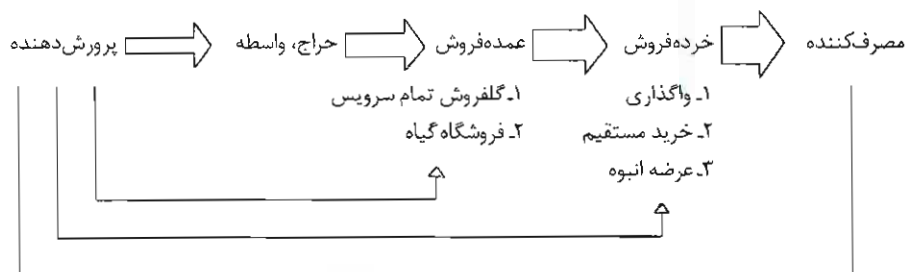 پرورش‌دهنده
حراج، واسطه
عمده‌فروش
خرده‌فروش
مصرف‌کننده
۱ـ گلفروش تمام سرویس
۲ـ فروشگاه گیاه
۱ـ واگذاری
۲ـ خرید مستقیم
۳ـ عرضه انبوه